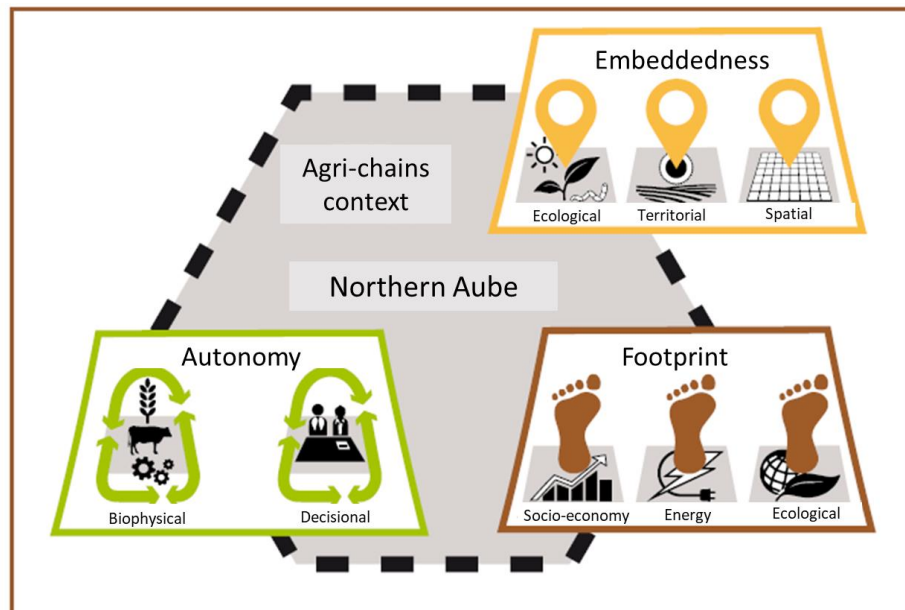 Embeddedness
Ecological
Territorial
Spatial
Agri-chains
context
Northern Aube
Autonomy
Biophysical
Decisional
Footprint
Socio-economy
Energy
Ecological